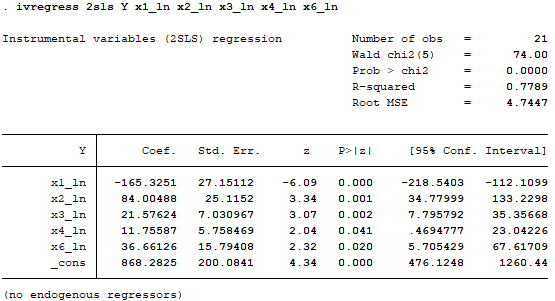 . ivregress 2sls Y x1_ln x2_ln x3_ln x4_ln x6_ln
Instrumental variables (2SLS) regression Number of obs = 21
Wald chi2(5) = 74.00
Prob > chi2 = 0.0000
R-squared = 0.7789
Root MSE = 4.7447
Y Coef. Std. Err. z P>|z| [95% Conf. Interval]
x1_ln -165.3251 27.15112 -6.09 0.000 -218.5403 -112.1099
x2_ln 84.00488 25.1152 3.34 0.001 34.77999 133.2298
x3_ln 21.57624 7.030967 3.07 0.002 7.795792 35.35668
x4_ln 11.75587 5.758469 2.04 0.041 .4694777 23.04226
x6_ln 36.66126 15.79408 2.32 0.020 5.705429 67.61709
_cons 868.2825 200.0841 4.34 0.000 476.1248 1260.44
(no endogenous regressors)